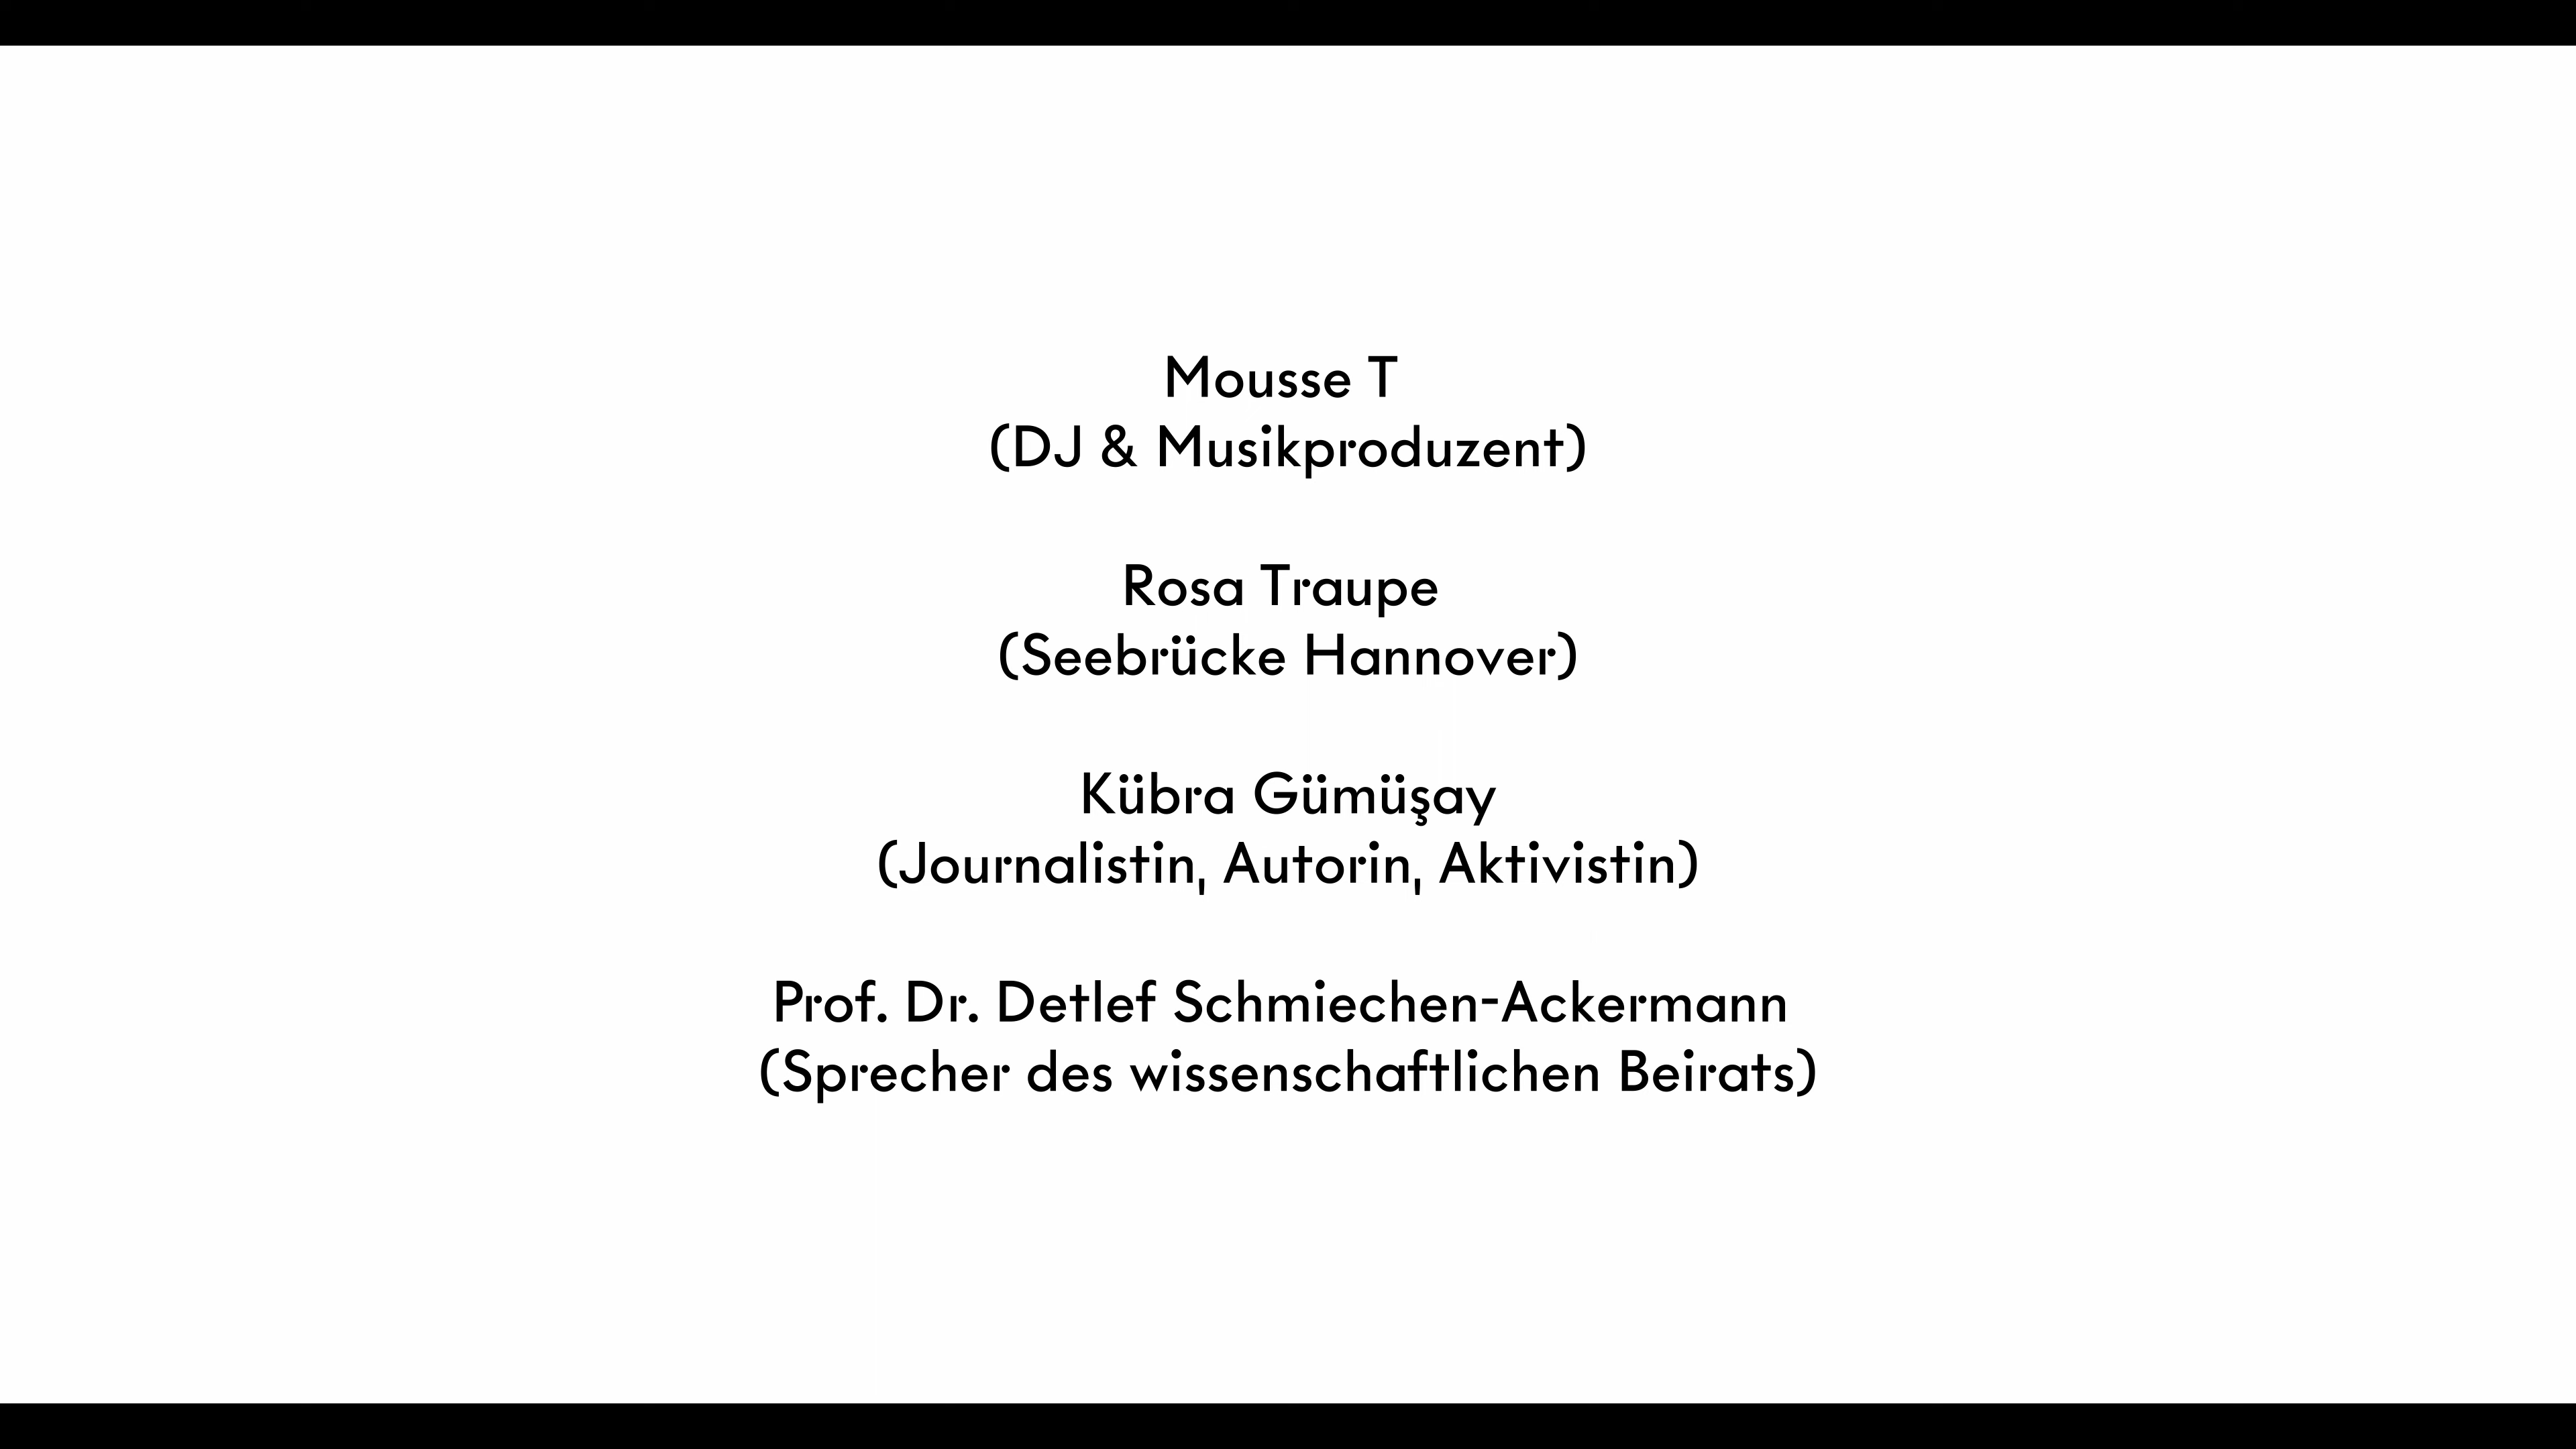 Mousse T
(DJ & Musikproduzent)
Rosa Traupe
(Seebrücke Hannover)
Kübra Gümüşay
(Journalistin, Autorin, Aktivistin)
Prof. Dr. Detlef Schmiechen-Ackermann
(Sprecher des wissenschaftlichen Beirats)